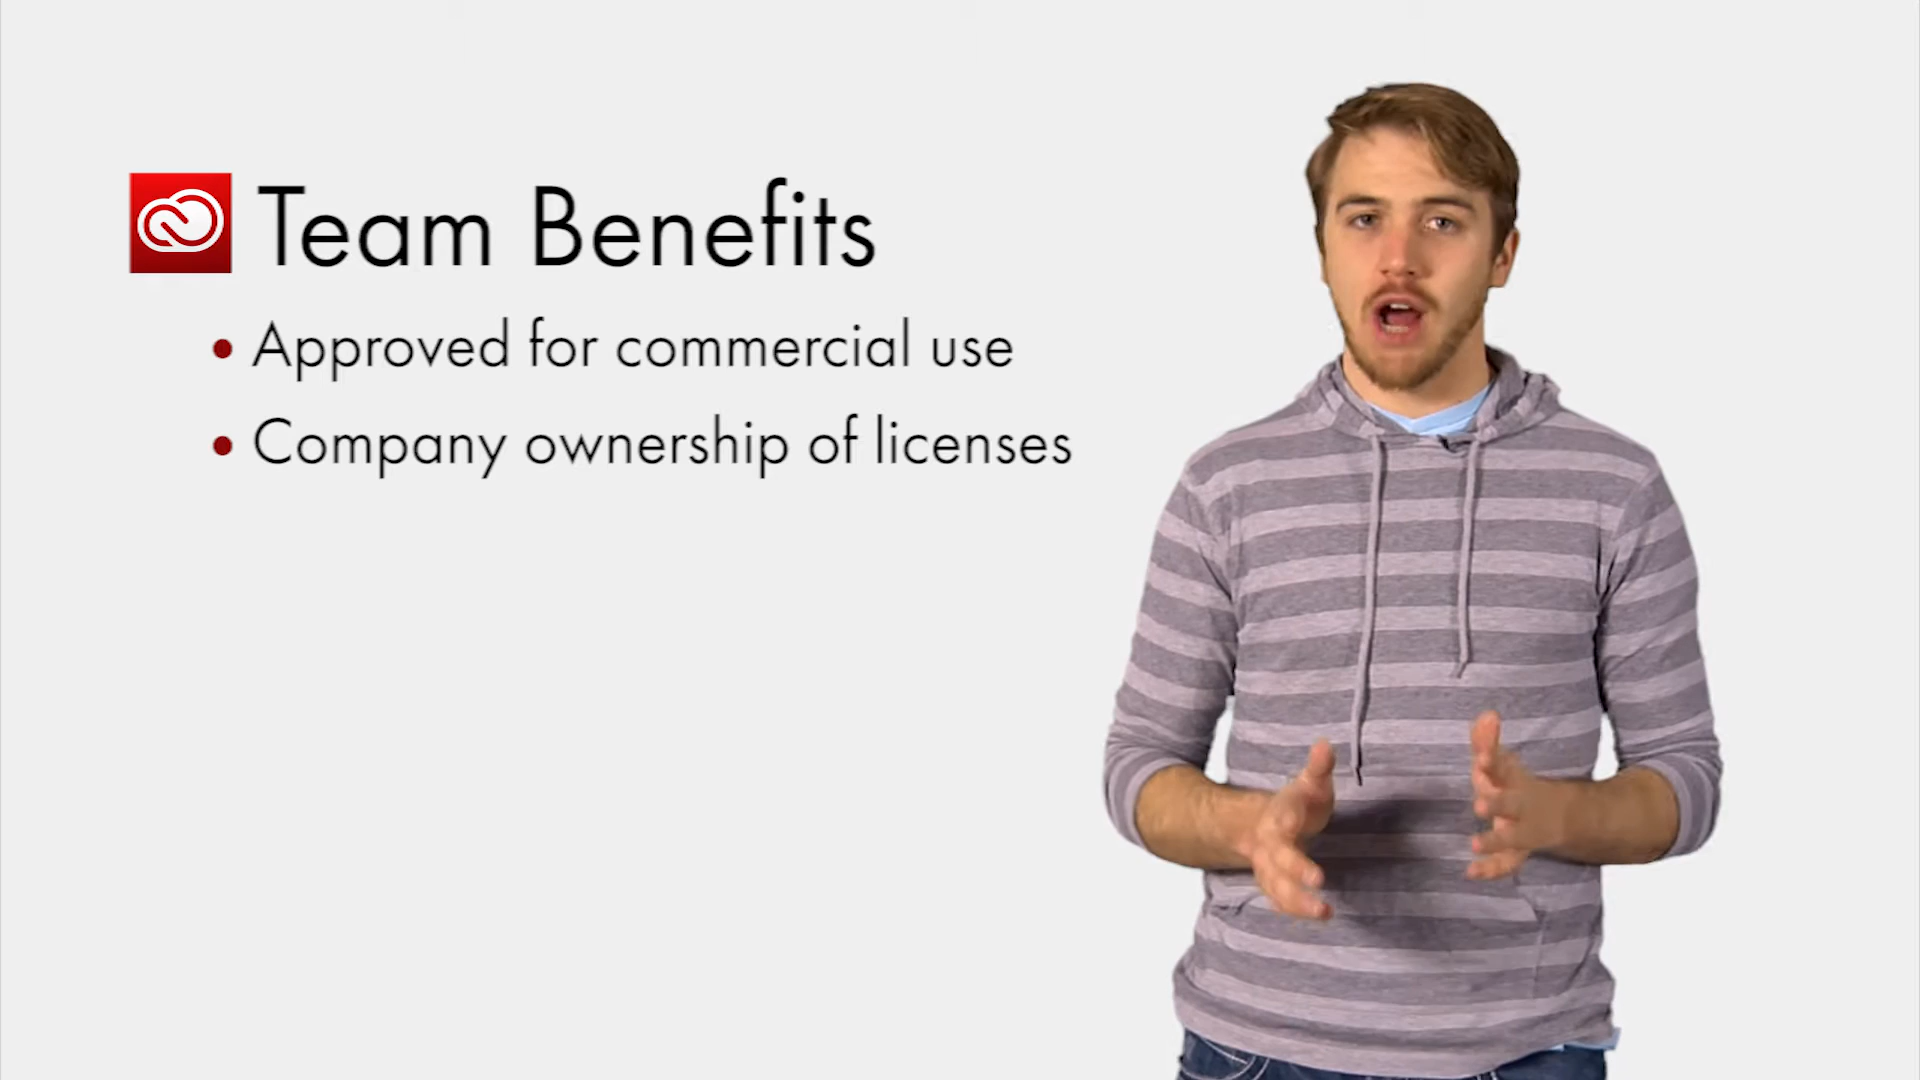 Team Benefits
Approved for commercial use
Company ownership of licenses